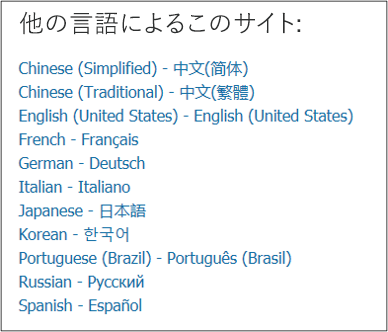 他の言語によるこのサイト:
Chinese (Simplified) - 中文(简体)
Chinese (Traditional) - 中文(繁體)
English (United States) - English (United States)
French - Français
German - Deutsch
Italian - Italiano
Japanese - 日本語
Korean - 한국어
Portuguese (Brazil) - Português (Brasil)
Russian - Русский
Spanish - Español